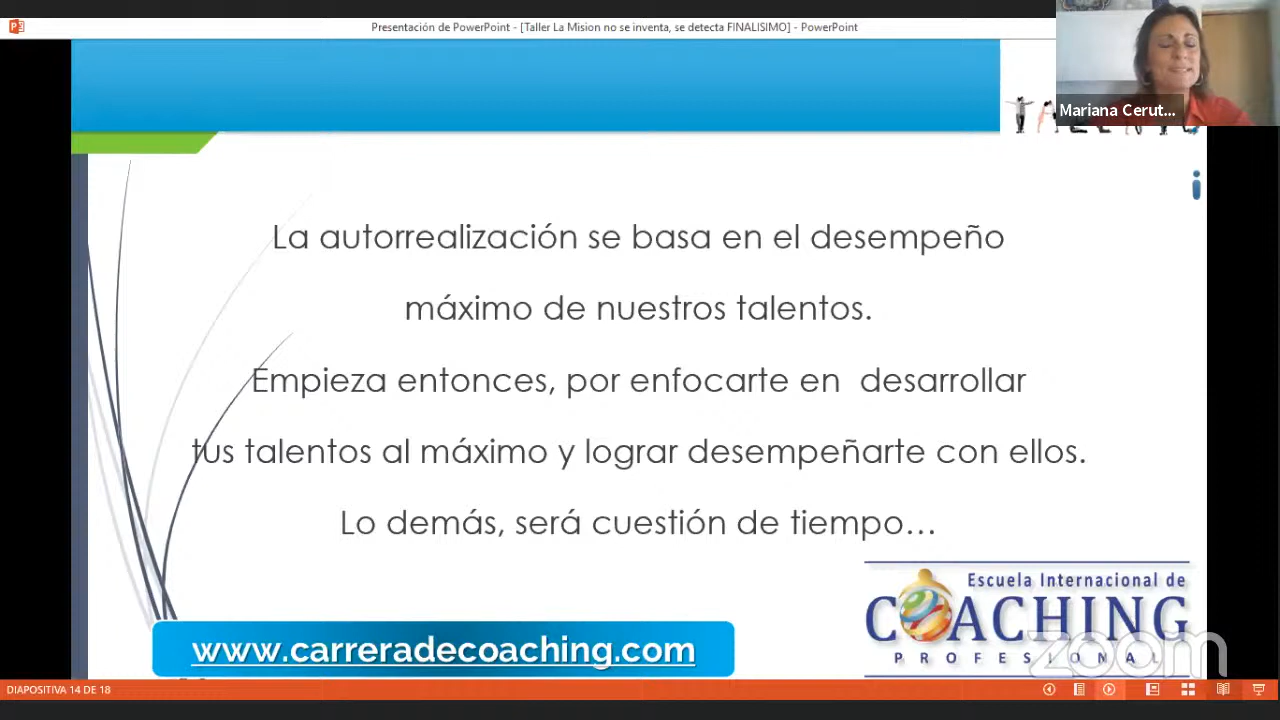 Presentación de PowerPoint - [Taller La Mision no se inventa, se detecta FINALISIMO] - PowerPoint
Mariana Cerut...
La autorrealización se basa en el desempeño
máximo de nuestros talentos.
Empieza entonces, por enfocarte en desarrollar
tus talentos al máximo y lograr desempeñarte con ellos.
Lo demás, será cuestión de tiempo...
Escuela Internacional de
COACHING
PROFESIONAL
www.carreradecoaching.com
zoom
DIAPOSITIVA 14 DE 18